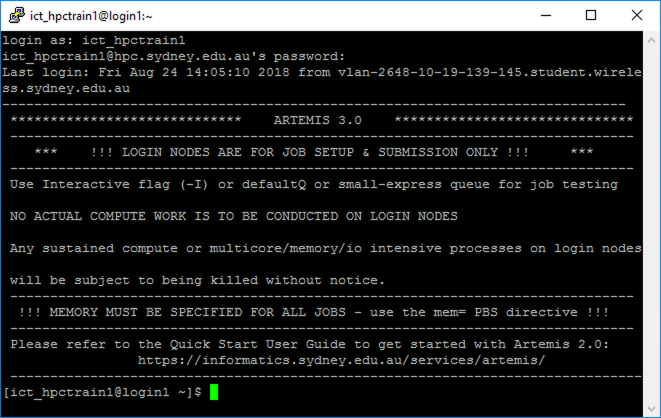 ict_hpctrain1@login1:~
login as: ict_hpctrain1
ict_hpctrain1@hpc.sydney.edu.au's password:
Last login: Fri Aug 24 14:05:10 2018 from vlan-2648-10-19-139-145.student.wirele
ss.sydney.edu.au
-------------------------------------------------------------------------------
*****************************    ARTEMIS 3.0    ******************************
--------------------------------------------------------------------------------
***    !!! LOGIN NODES ARE FOR JOB SETUP & SUBMISSION ONLY !!!     ***
--------------------------------------------------------------------------------
Use Interactive flag (-I) or defaultQ or small-express queue for job testing
NO ACTUAL COMPUTE WORK IS TO BE CONDUCTED ON LOGIN NODES
Any sustained compute or multicore/memory/io intensive processes on login nodes
will be subject to being killed without notice.
--------------------------------------------------------------------------------
!!! MEMORY MUST BE SPECIFIED FOR ALL JOBS - use the mem= PBS directive !!!
--------------------------------------------------------------------------------
Please refer to the Quick Start User Guide to get started with Artemis 2.0:
https://informatics.sydney.edu.au/services/artemis/
--------------------------------------------------------------------------------
[ict_hpctrain1@login1 ~]$